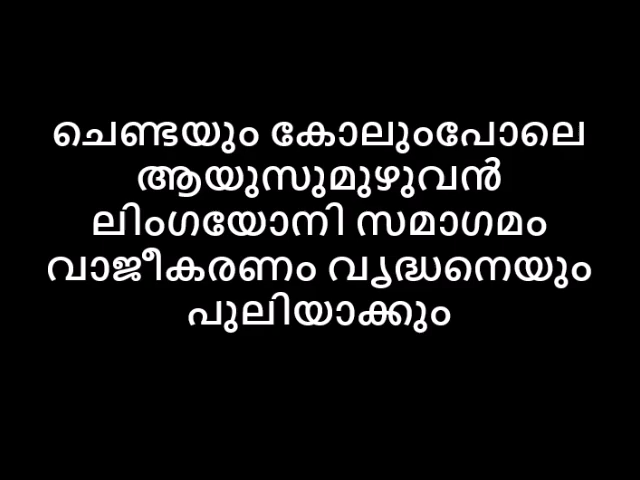 ചെണ്ടയും കോലുംപോലെ
ആയുസുമുഴുവൻ
ലിംഗയോനി സമാഗമം
വാജീകരണം വൃദ്ധനെയും
പുലിയാക്കും